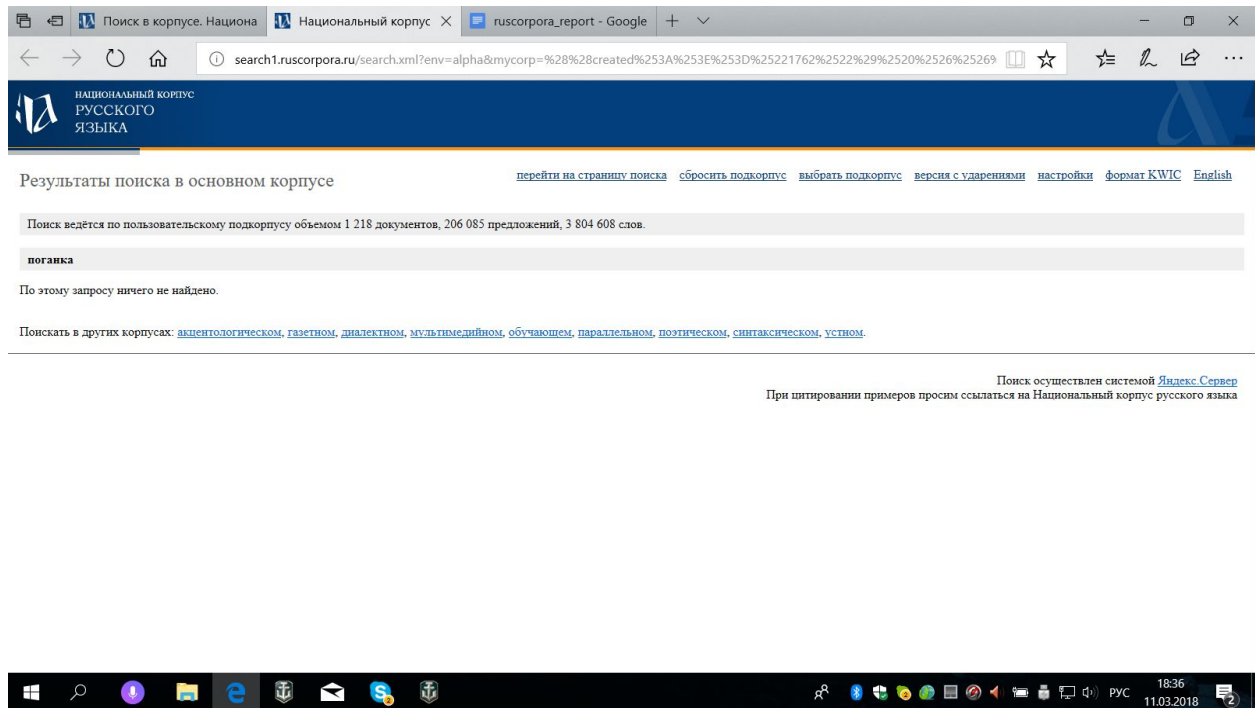 Поиск в корпусе. Национа
Национальный корпус
ruscorpora_report - Google
search1.ruscorpora.ru/search.xml?env=alpha&mycorp=%28%28created%253A%253E%253D%25221762%2522%29%2520%2526%25269
НАЦИОНАЛЬНЫЙ КОРПУС
РУССКОГО
ЯЗЫКА
Результаты поиска в основном корпусе
перейти на страницу поиска сбросить подкорпус выбрать подкорпус версия с ударениями настройки формат KWIC English
Поиск ведётся по пользовательскому подкорпусу объемом 1 218 документов, 206 085 предложений, 3 804 608 слов.
поганка
По этому запросу ничего не найдено.
Поискать в других корпусах: акцентологическом, газетном, диалектном, мультимедийном, обучающем, параллельном, поэтическом, синтаксическом, устном.
Поиск осуществлен системой Яндекс.Сервер
При цитировании примеров просим ссылаться на Национальный корпус русского языка
РУС
18:36
11.03.2018
2